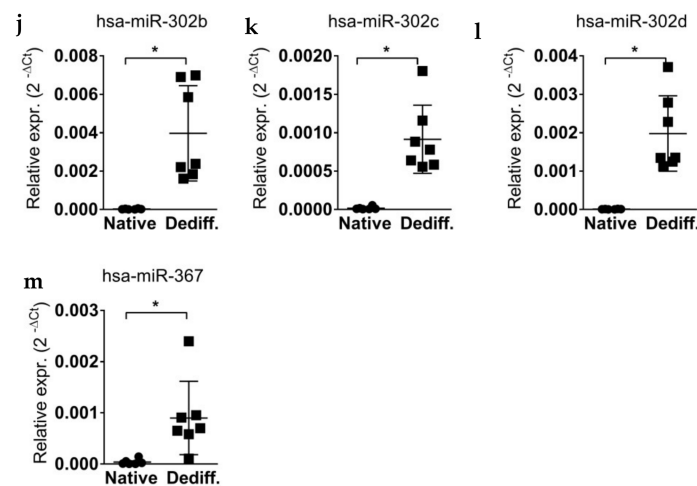 j
hsa-miR-302b
Relative expr. (2 -ΔCt)
0.008
0.006
0.004
0.002
0.000
*
Native Dediff.
k
hsa-miR-302c
Relative expr. (2 -ΔCt)
0.0020
0.0015
0.0010
0.0005
0.0000
*
Native Dediff.
l
hsa-miR-302d
Relative expr. (2 -ΔCt)
0.004
0.003
0.002
0.001
0.000
*
Native Dediff.
m
hsa-miR-367
Relative expr. (2 -ΔCt)
0.003
0.002
0.001
0.000
*
Native Dediff.